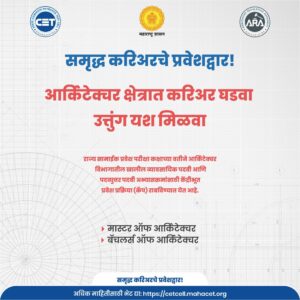 CET
महाराष्ट्र शासन
ARA
समृद्ध करिअरचे प्रवेशद्वार!
आर्किटेक्चर क्षेत्रात करिअर घडवा
उत्तुंग यश मिळवा
राज्य सामाईक प्रवेश परीक्षा कक्षाच्या वतीने आर्किटेक्चर
विभागातील खालील व्यावसायिक पदवी आणि
पदव्युत्तर पदवी अभ्यासक्रमांसाठी केंद्रीभूत
प्रवेश प्रक्रिया (कॅप) राबविण्यात येत आहे.
मास्टर ऑफ आर्किटेक्चर
बॅचलर्स ऑफ आर्किटेक्चर
समृद्ध करिअरचे प्रवेशद्वार!
अधिक माहितीसाठी भेट द्या: https://cetcell.mahacet.org